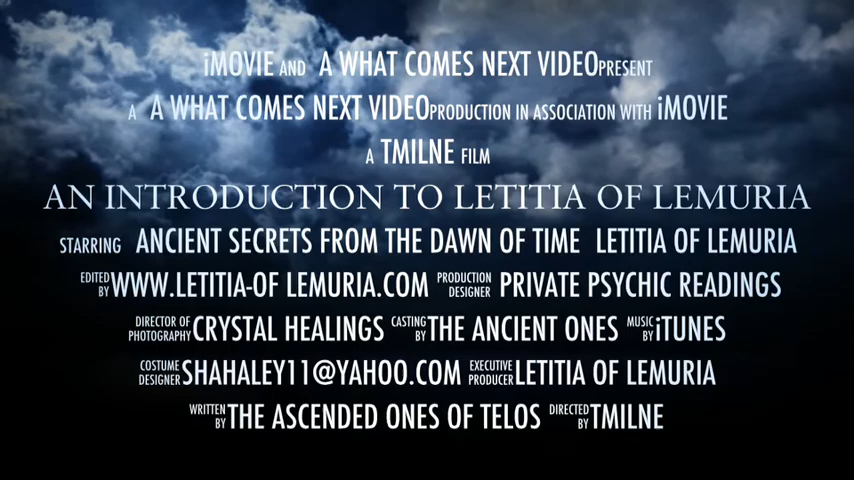 iMOVIE AND A WHAT COMES NEXT VIDEOPRESENT
A A WHAT COMES NEXT VIDEOPRODUCTION IN ASSOCIATION WITH iMOVIE
A TMILNE FILM
AN INTRODUCTION TO LETITIA OF LEMURIA
STARRING ANCIENT SECRETS FROM THE DAWN OF TIME LETITIA OF LEMURIA
EDITED BY WWW.LETITIA-OF LEMURIA.COM PRODUCTION DESIGNER PRIVATE PSYCHIC READINGS
DIRECTOR OF PHOTOGRAPHY CRYSTAL HEALINGS CASTING BY THE ANCIENT ONES MUSIC BY iTUNES
COSTUME DESIGNER SHAHALEY11@YAHOO.COM EXECUTIVE PRODUCER LETITIA OF LEMURIA
WRITTEN BY THE ASCENDED ONES OF TELOS DIRECTED BY TMILNE